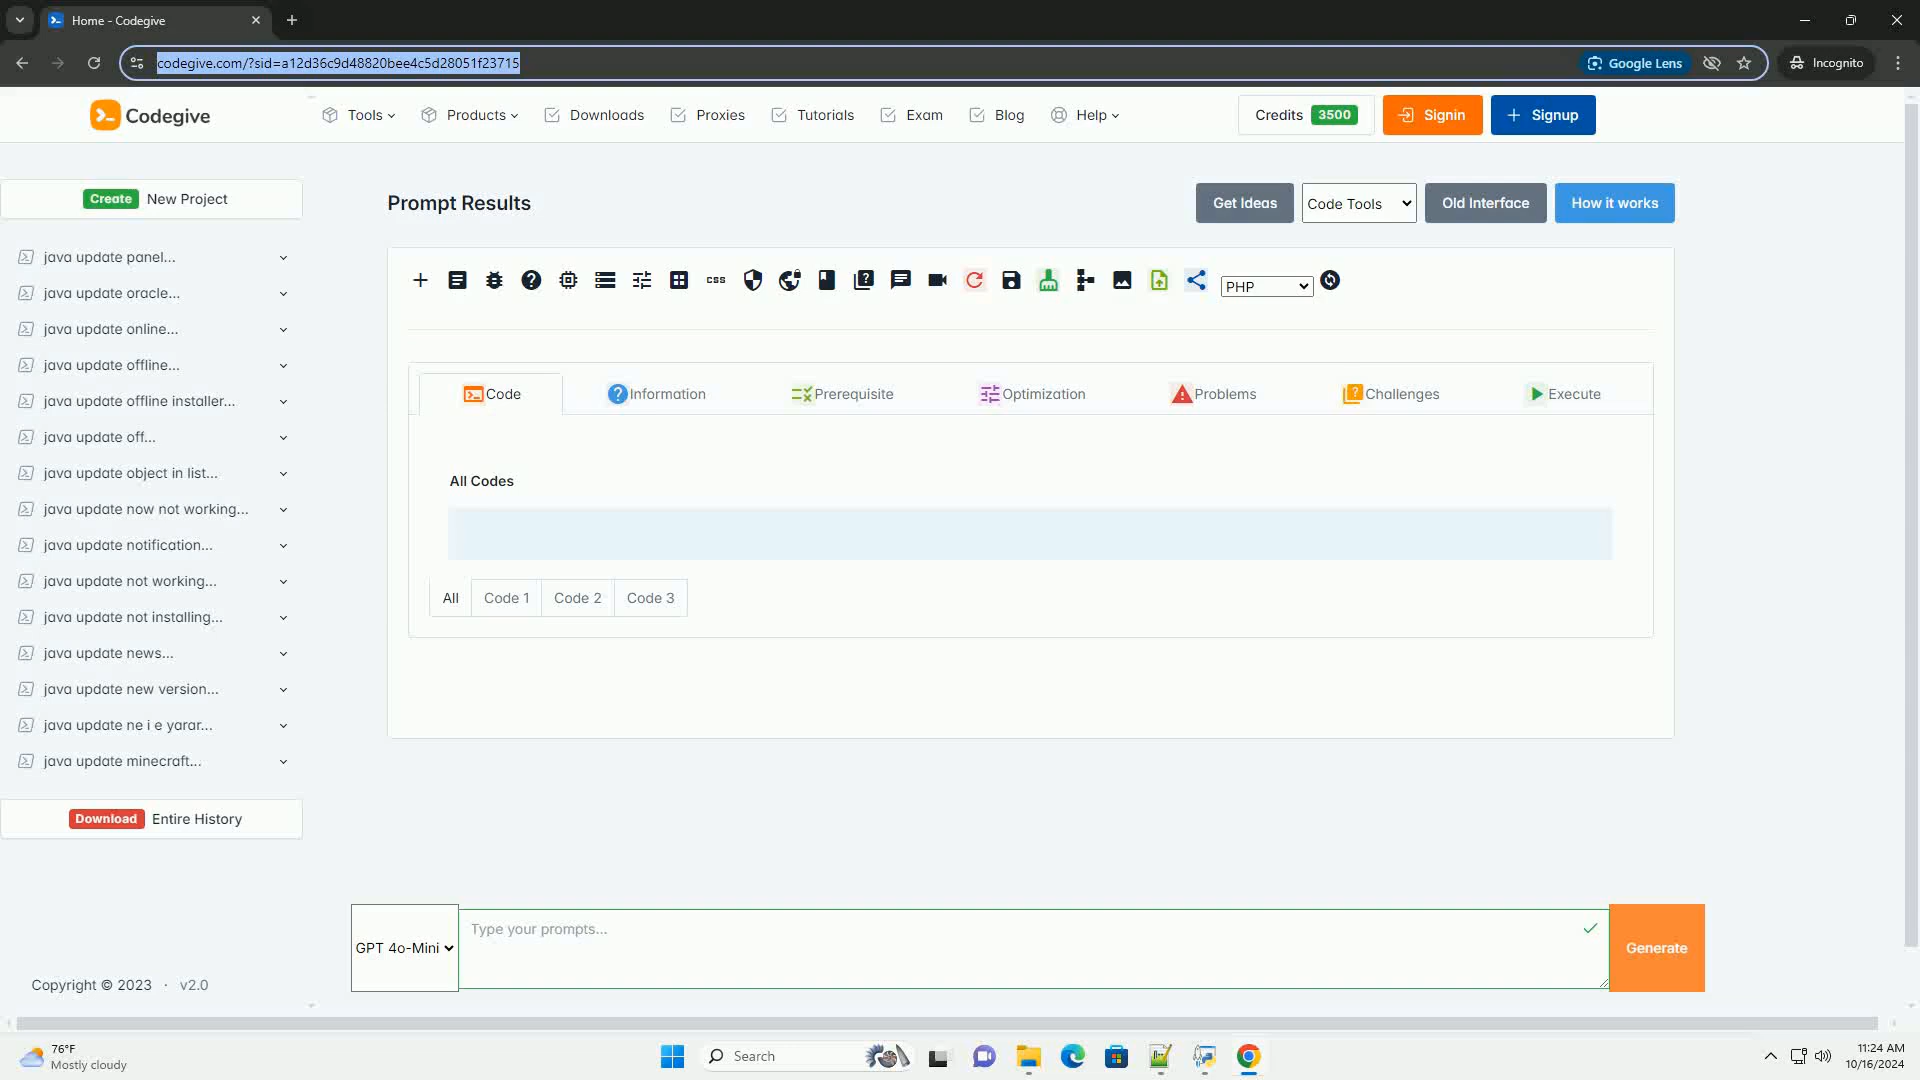 Home - Codegive
codegive.com/?sid=a12d36c9d48820bee4c5d28051f23715
Google Lens
Incognito
Codegive
Tools
Products
Downloads
Proxies
Tutorials
Exam
Blog
Help
Credits 3500
Signin
Signup
Create New Project
java update panel...
java update oracle...
java update online...
java update offline...
java update offline installer...
java update off...
java update object in list...
java update now not working...
java update notification...
java update not working...
java update not installing...
java update news...
java update new version...
java update ne i e yarar...
java update minecraft...
Download Entire History
Copyright © 2023 · v2.0
Prompt Results
Get Ideas
Code Tools
Old Interface
How it works
css
PHP
Code
Information
Prerequisite
Optimization
Problems
Challenges
Execute
All Codes
All
Code 1
Code 2
Code 3
GPT 4o-Mini
Type your prompts...
Generate
76°F
Mostly cloudy
Search
11:24 AM
10/16/2024